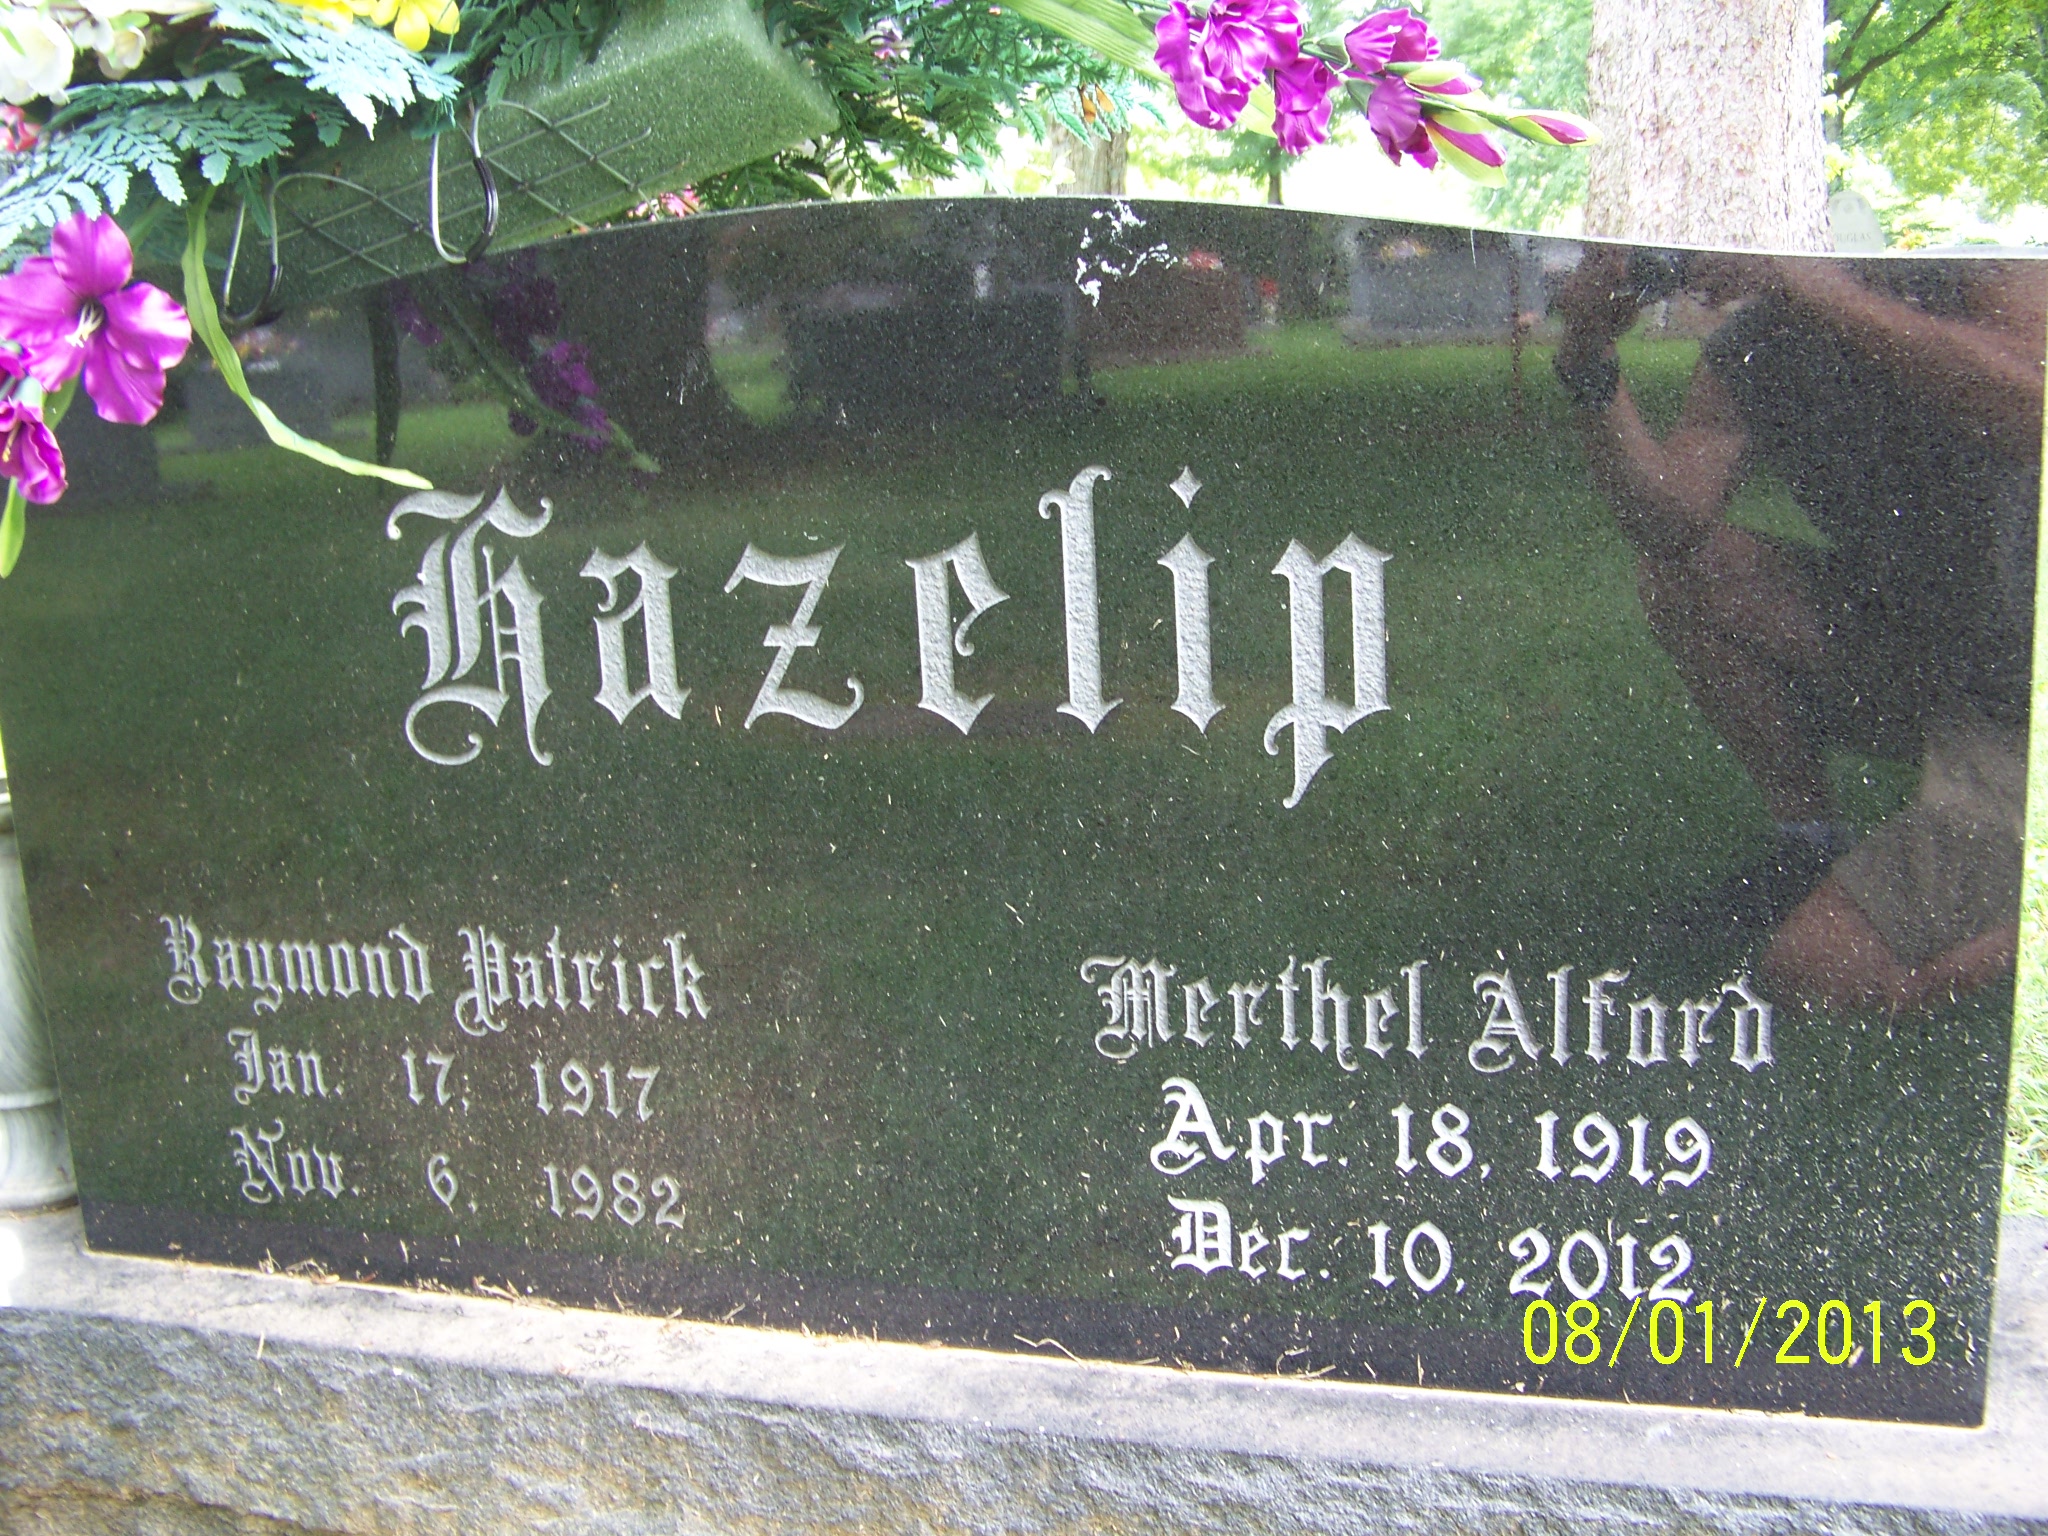 Hazelip
Raymond Patrick
Jan. 17, 1917
Nov. 6, 1982
Merthel Alford
Apr. 18, 1919
Dec. 10, 2012
08/01/2013